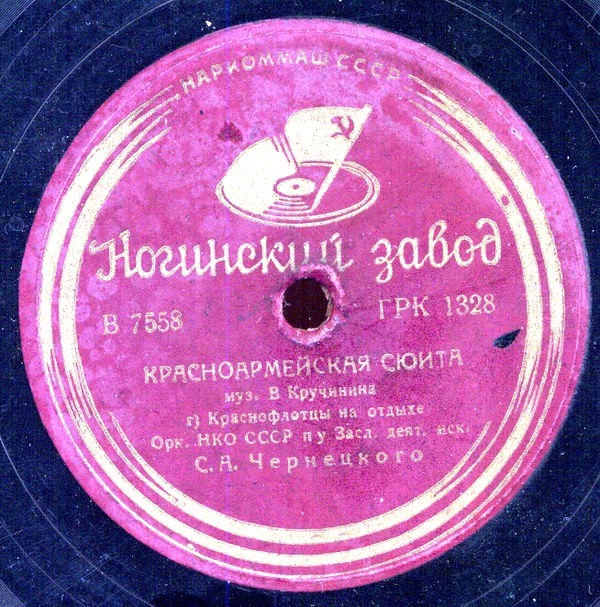 НАРКОММАШ СССР
Ногинский завод
В 7558 ГРК 1328
КРАСНОАРМЕЙСКАЯ СЮИТА
муз. В Кручинина
г) Краснофлотцы на отдыхе
Орк. НКО СССР п у Засл. деят. иск.
С. А. Чернецкого